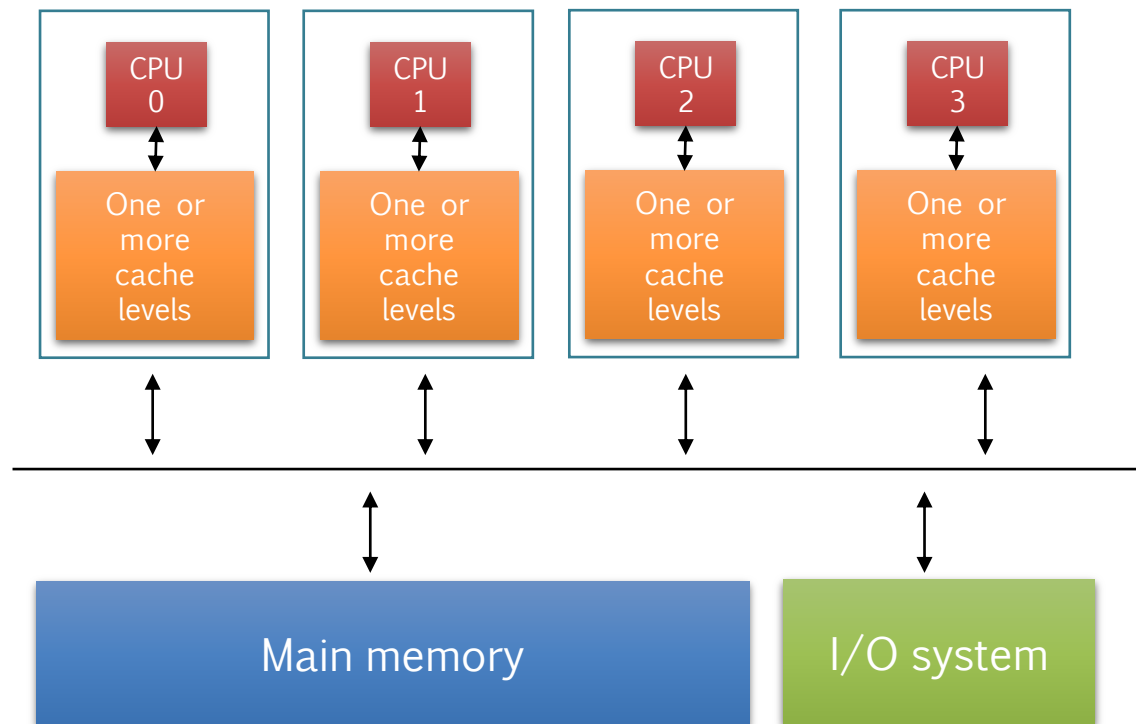 CPU
0
CPU
1
CPU
2
CPU
3
One or
more
cache
levels
One or
more
cache
levels
One or
more
cache
levels
One or
more
cache
levels
Main memory
I/O system